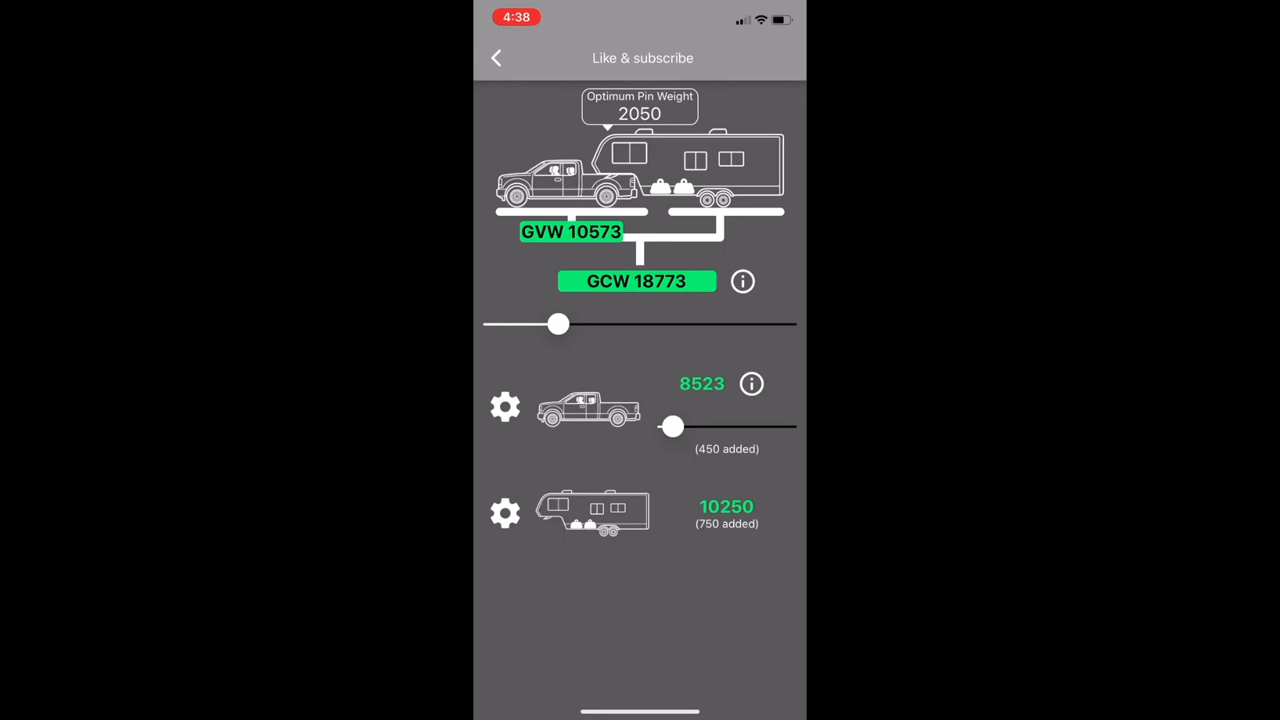 4:38
Like & subscribe
Optimum Pin Weight
2050
GVW 10573
GCW 18773
8523
(450 added)
10250
(750 added)